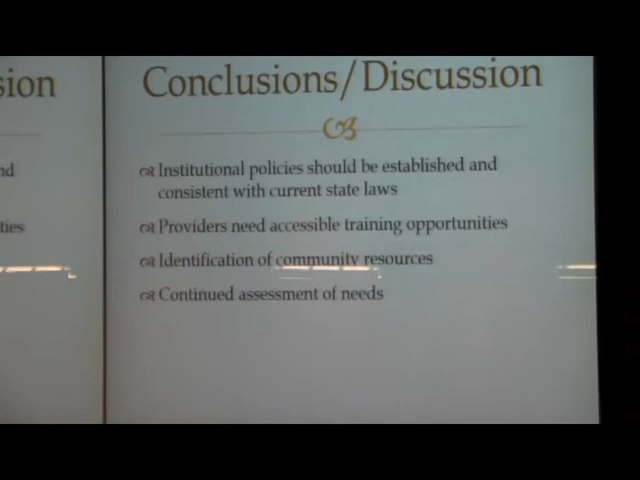 sion
nd
ties
Conclusions/Discussion
Institutional policies should be established and
consistent with current state laws
Providers need accessible training opportunities
Identification of community resources
Continued assessment of needs